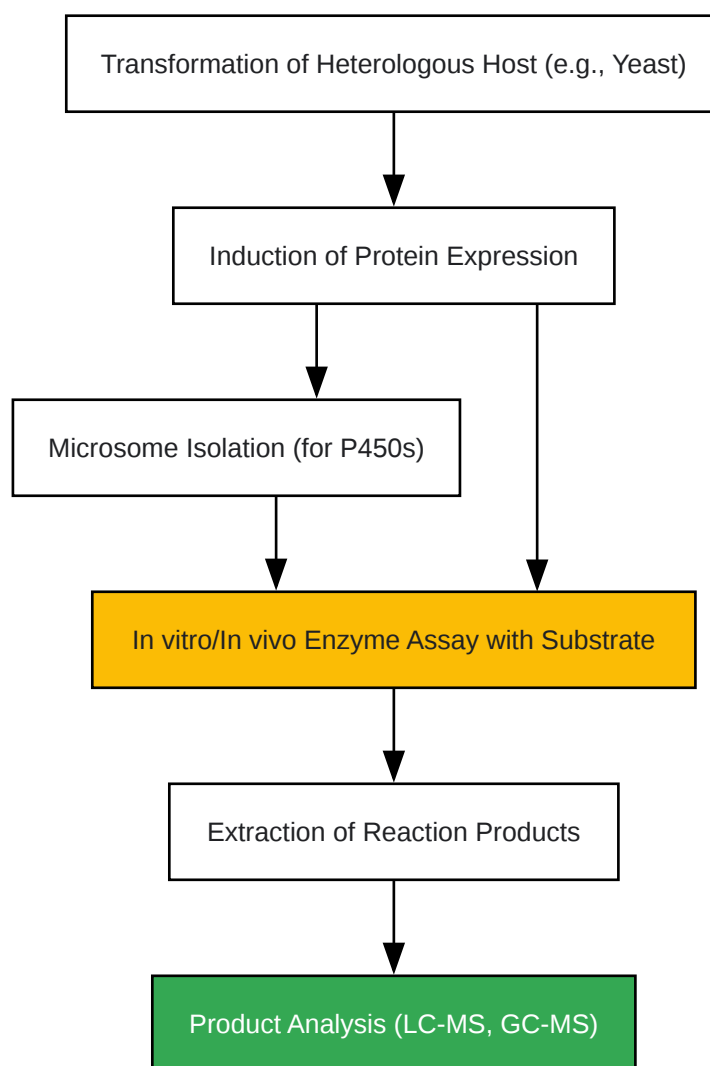 Transformation of Heterologous Host (e.g., Yeast)
Induction of Protein Expression
Microsome Isolation (for P450s)
In vitro/In vivo Enzyme Assay with Substrate
Extraction of Reaction Products
Product Analysis (LC-MS, GC-MS)